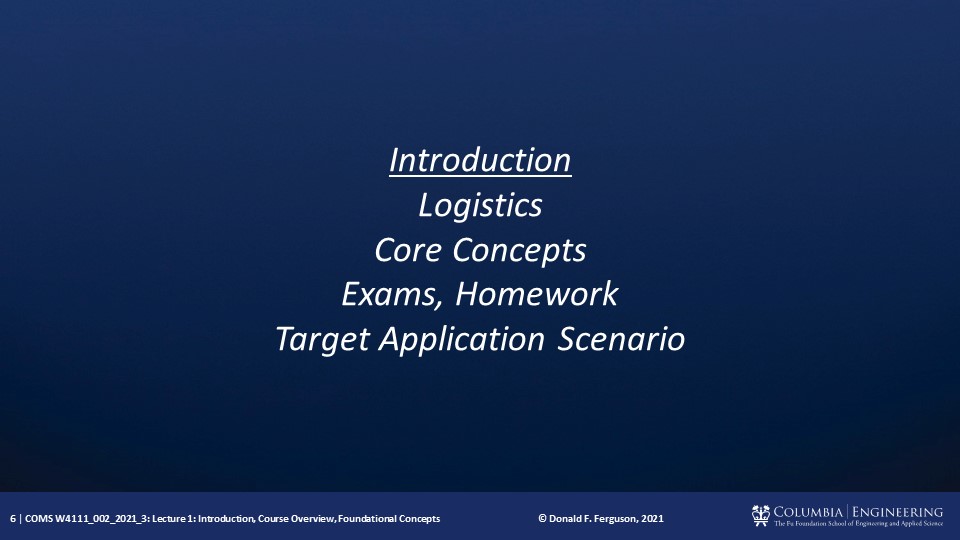 Introduction
Logistics
Core Concepts
Exams, Homework
Target Application Scenario
6 | COMS W4111_002_2021_3: Lecture 1: Introduction, Course Overview, Foundational Concepts
© Donald F. Ferguson, 2021
COLUMBIA | ENGINEERING
The Fu Foundation School of Engineering and Applied Science